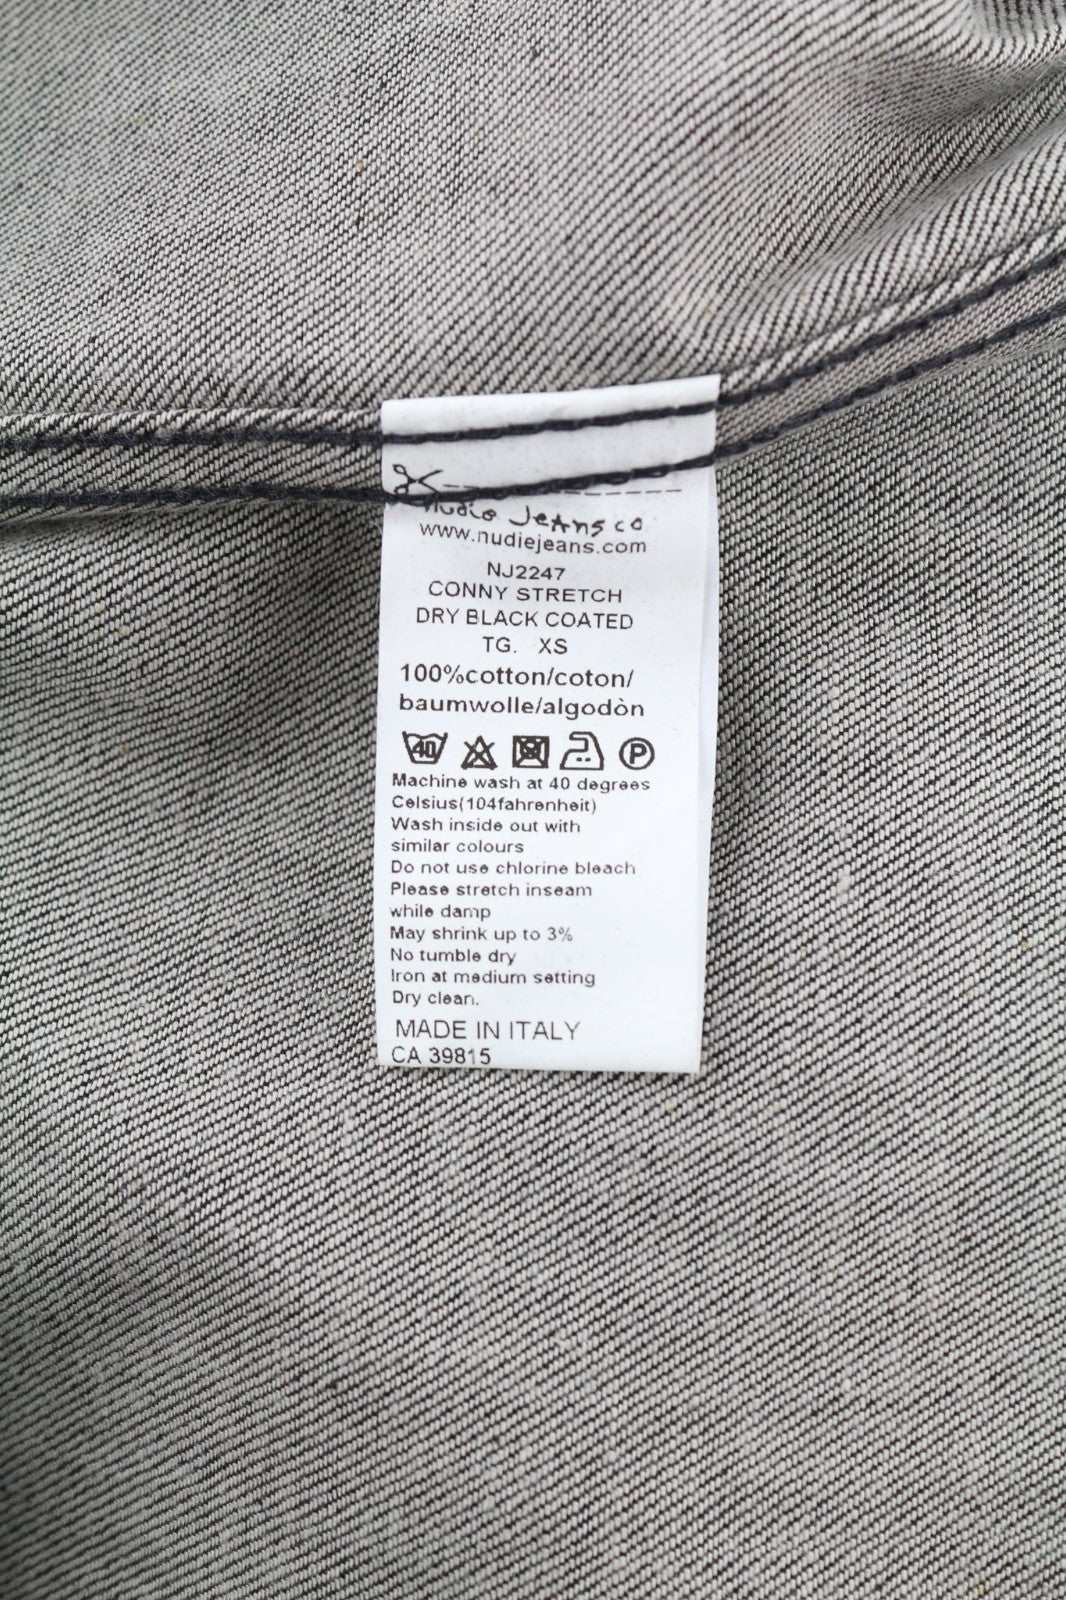 Nudie Jeans co
www.nudiejeans.com
NJ2247
CONNY STRETCH
DRY BLACK COATED
TG. XS
100%cotton/coton/
baumwolle/algodòn
40 P
Machine wash at 40 degrees
Celsius(104fahrenheit)
Wash inside out with
similar colours
Do not use chlorine bleach
Please stretch inseam
while damp
May shrink up to 3%
No tumble dry
Iron at medium setting
Dry clean.
MADE IN ITALY
CA 39815